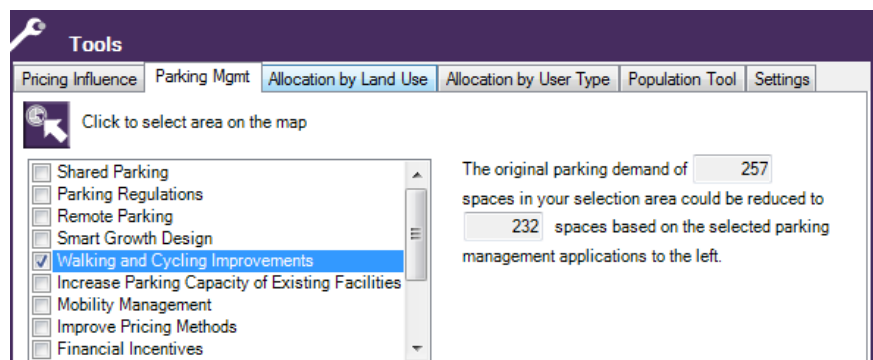 Tools
Pricing Influence Parking Mgmt Allocation by Land Use Allocation by User Type Population Tool Settings
Click to select area on the map
Shared Parking
Parking Regulations
Remote Parking
Smart Growth Design
Walking and Cycling Improvements
Increase Parking Capacity of Existing Facilities
Mobility Management
Improve Pricing Methods
Financial Incentives
The original parking demand of 257
spaces in your selection area could be reduced to
232 spaces based on the selected parking
management applications to the left.